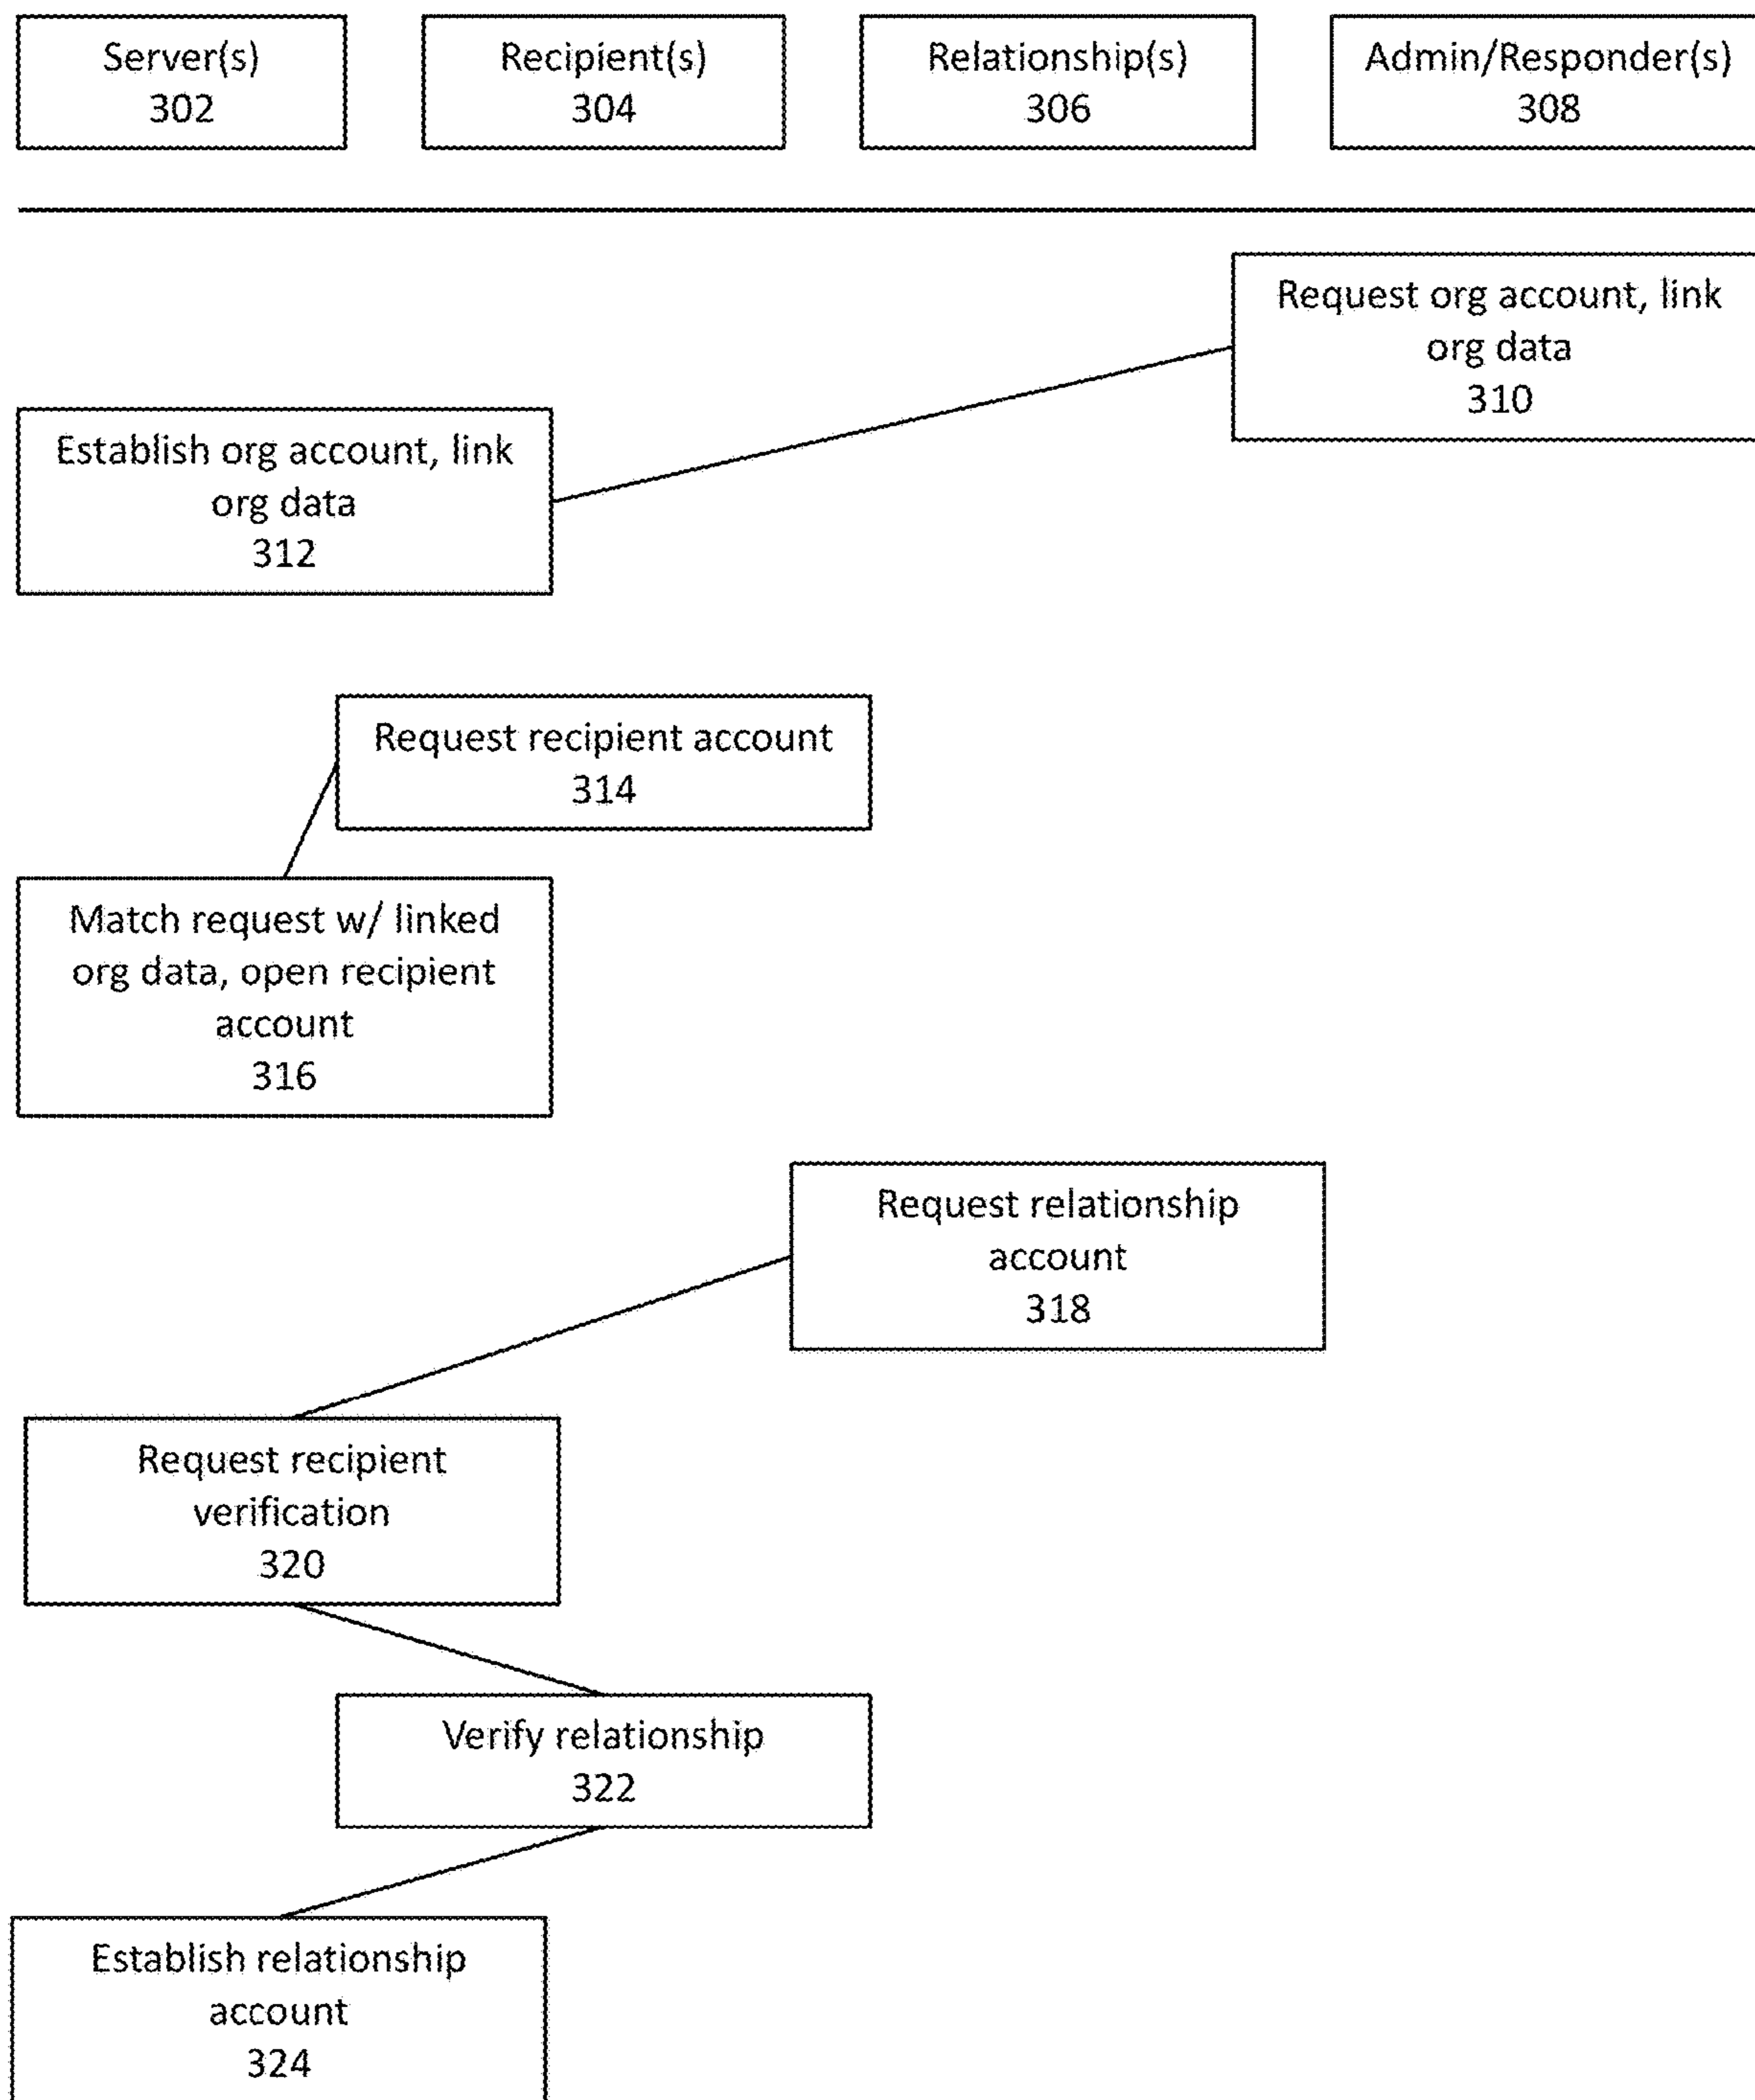 Server(s)
302
Recipient(s)
304
Relationship(s)
306
Admin/Responder(s)
308
Request org account, link
org data
310
Establish org account, link
org data
312
Request recipient account
314
Match request w/ linked
org data, open recipient
account
316
Request relationship
account
318
Request recipient
verification
320
Verify relationship
322
Establish relationship
account
324